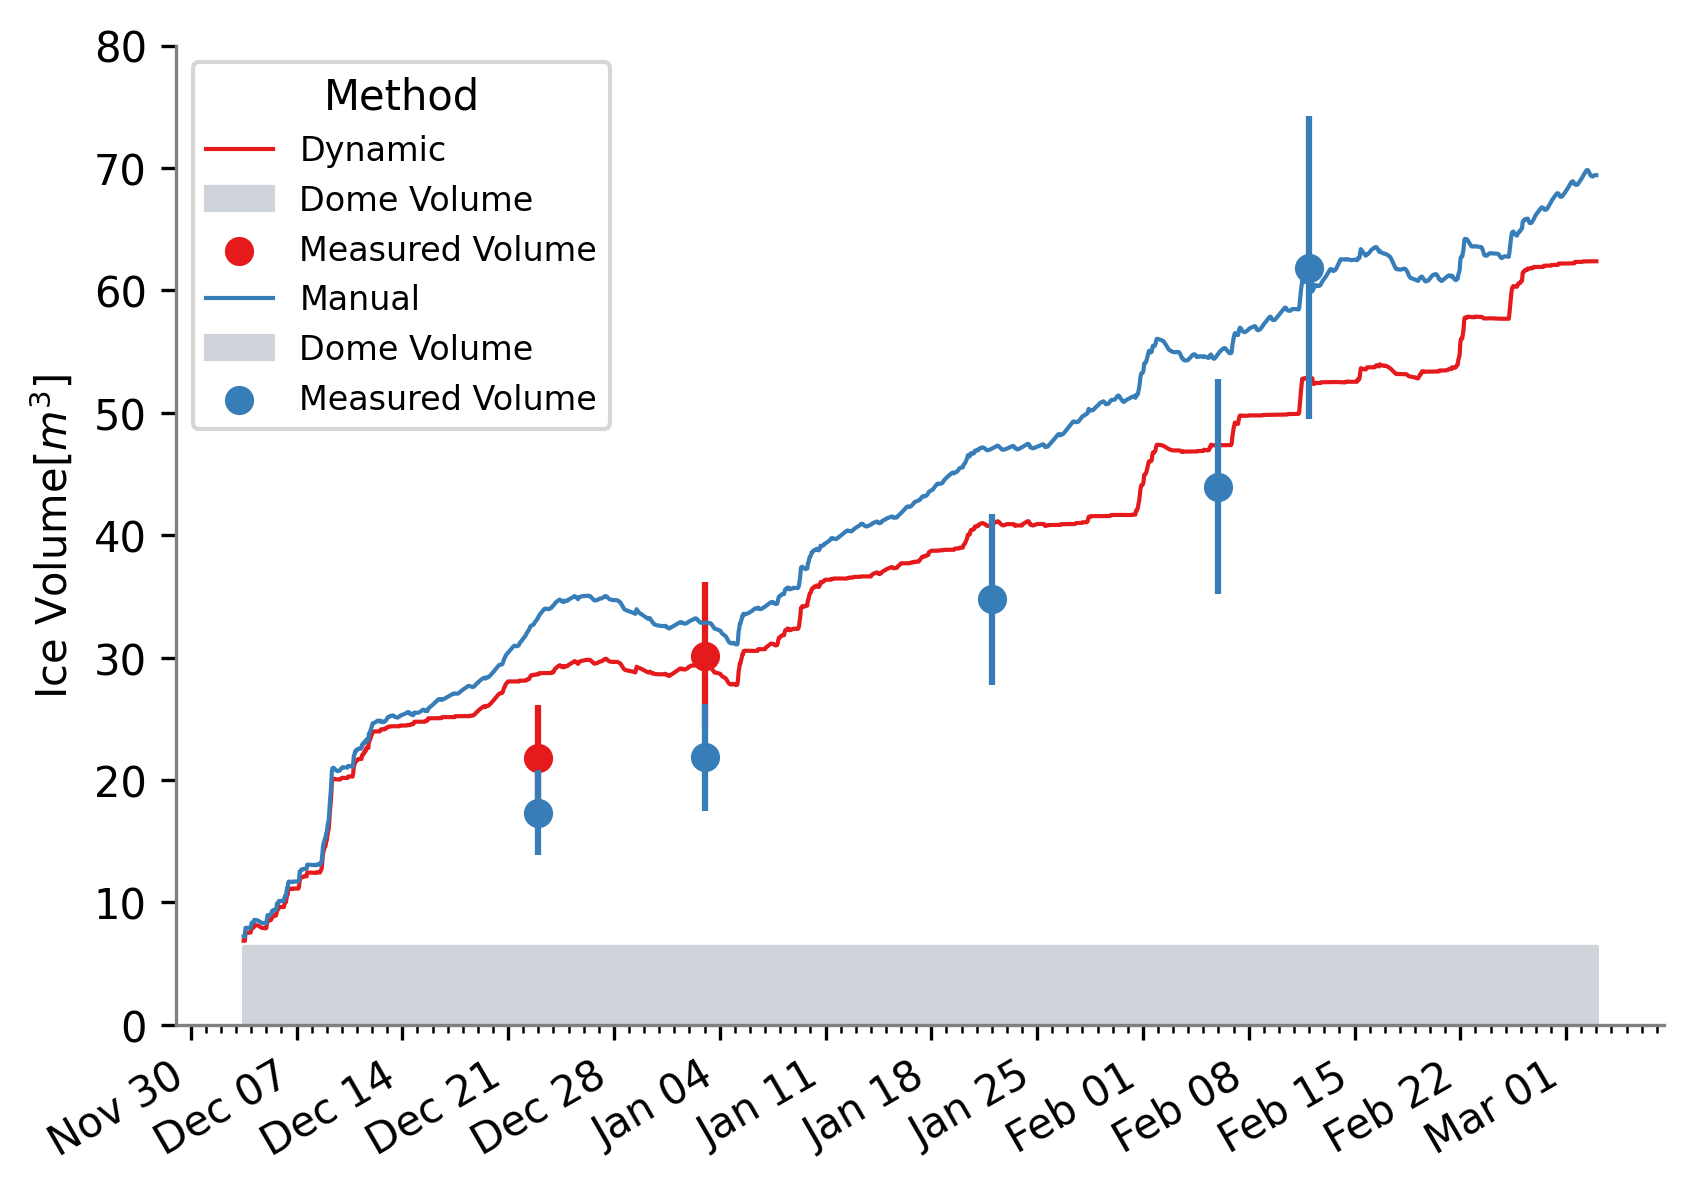 Method
Dynamic
Dome Volume
Measured Volume
Manual
Dome Volume
Measured Volume
Ice Volume[m³]
80
70
60
50
40
30
20
10
0
Nov 30
Dec 07
Dec 14
Dec 21
Dec 28
Jan 04
Jan 11
Jan 18
Jan 25
Feb 01
Feb 08
Feb 15
Feb 22
Mar 01